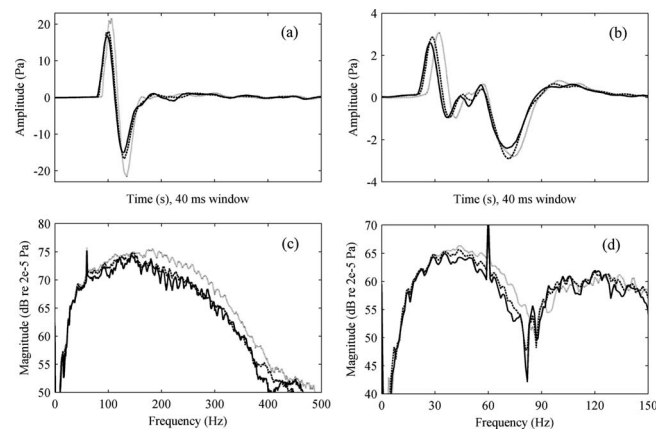 (a)
Amplitude (Pa)
20
10
0
-10
-20
Time (s), 40 ms window
(b)
Amplitude (Pa)
4
2
0
-2
-4
Time (s), 40 ms window
(c)
Magnitude (dB re 2e-5 Pa)
80
75
70
65
60
55
50
0 100 200 300 400 500
Frequency (Hz)
(d)
Magnitude (dB re 2e-5 Pa)
70
65
60
55
50
45
40
0 30 60 90 120 150
Frequency (Hz)